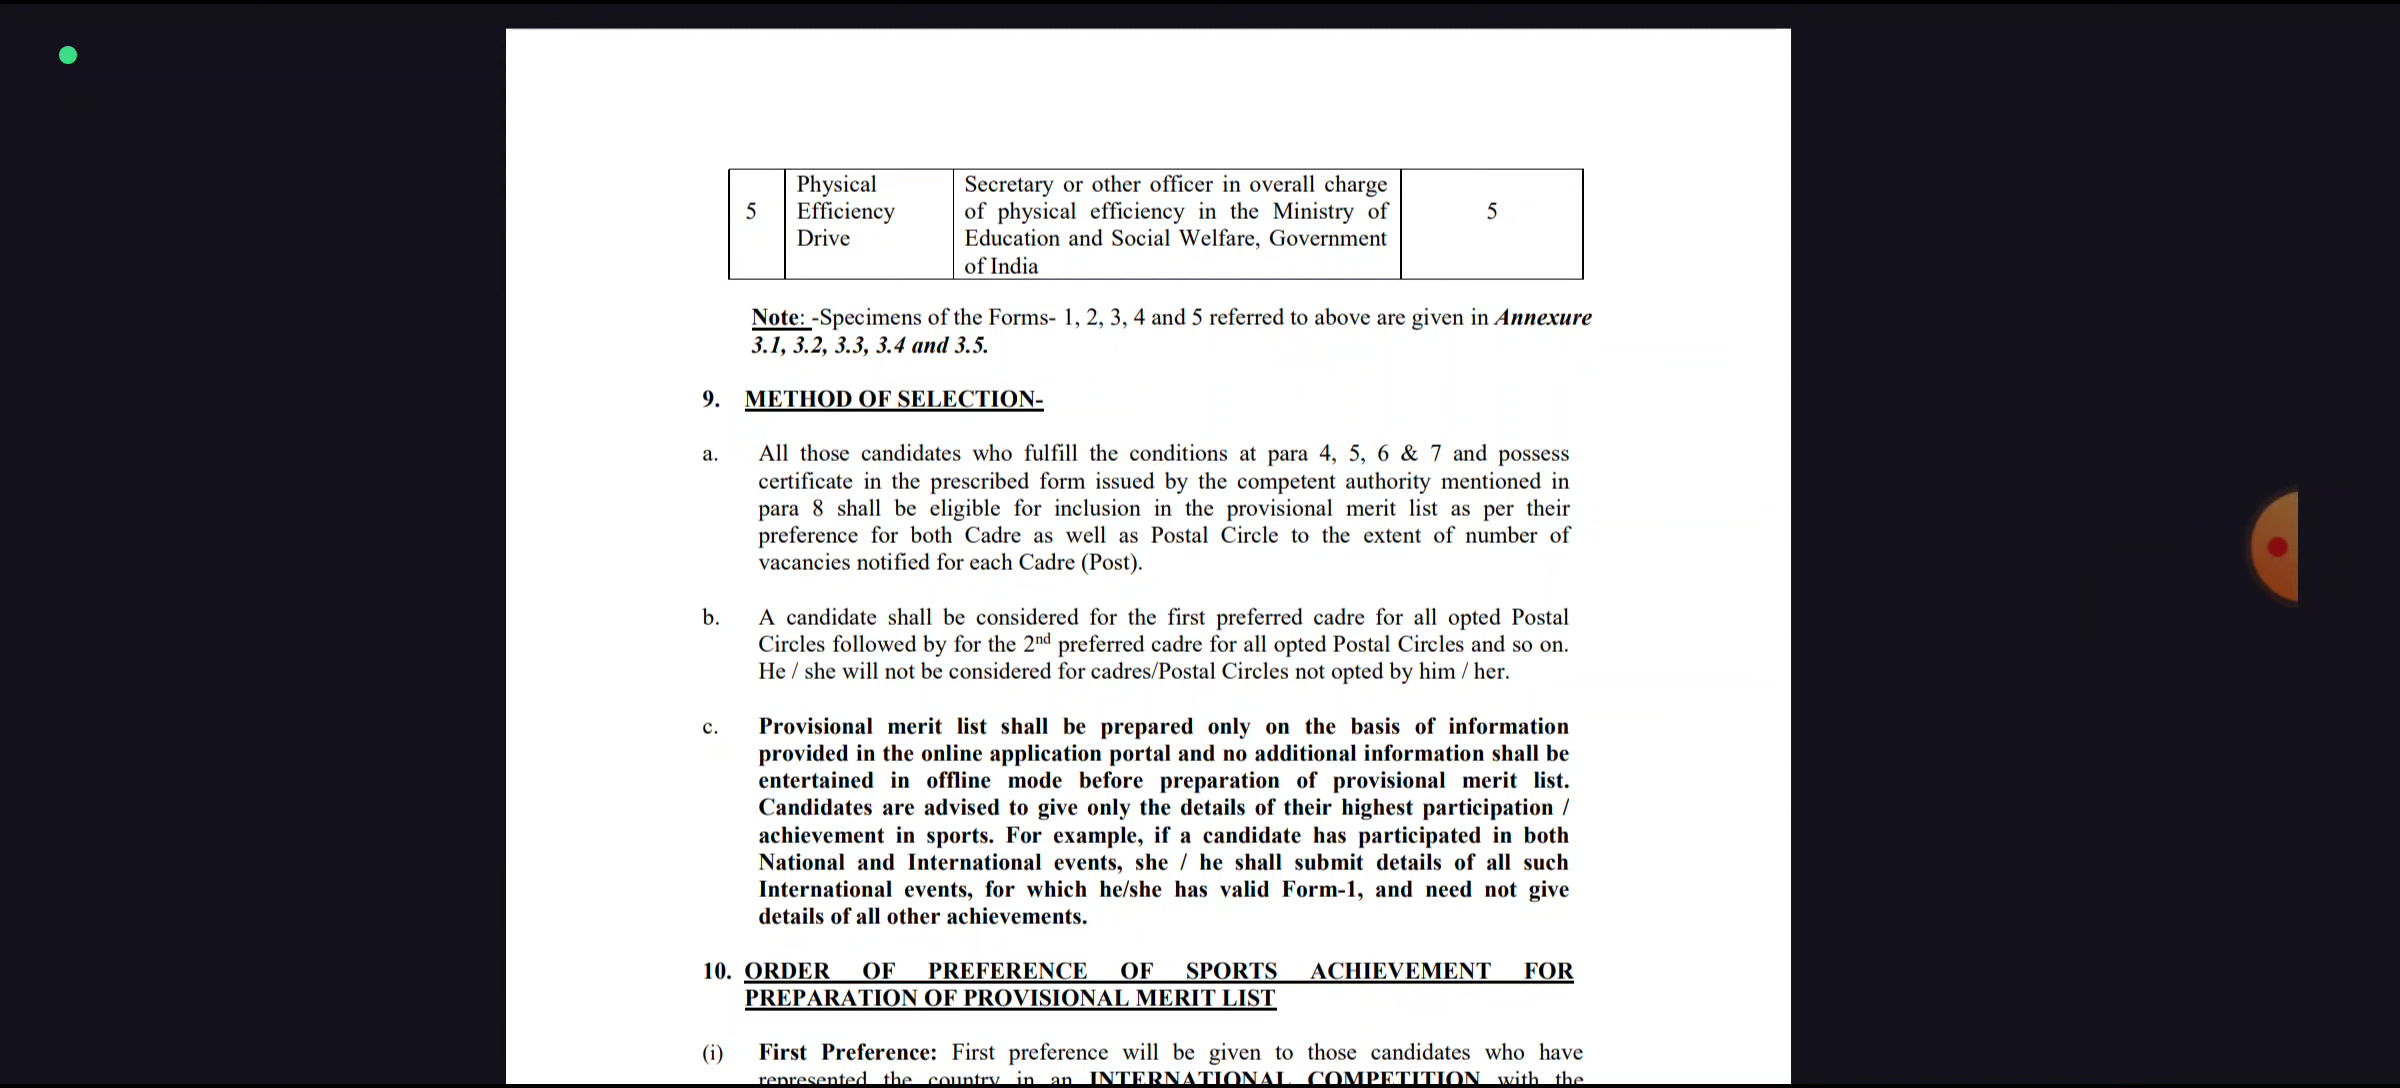 5
Physical
Efficiency
Drive
Secretary or other officer in overall charge
of physical efficiency in the Ministry of
Education and Social Welfare, Government
of India
5
Note: -Specimens of the Forms- 1, 2, 3, 4 and 5 referred to above are given in Annexure
3.1, 3.2, 3.3, 3.4 and 3.5.
9. METHOD OF SELECTION-
a. All those candidates who fulfill the conditions at para 4, 5, 6 & 7 and possess
certificate in the prescribed form issued by the competent authority mentioned in
para 8 shall be eligible for inclusion in the provisional merit list as per their
preference for both Cadre as well as Postal Circle to the extent of number of
vacancies notified for each Cadre (Post).
b. A candidate shall be considered for the first preferred cadre for all opted Postal
Circles followed by for the 2nd preferred cadre for all opted Postal Circles and so on.
He / she will not be considered for cadres/Postal Circles not opted by him / her.
c. Provisional merit list shall be prepared only on the basis of information
provided in the online application portal and no additional information shall be
entertained in offline mode before preparation of provisional merit list.
Candidates are advised to give only the details of their highest participation /
achievement in sports. For example, if a candidate has participated in both
National and International events, she / he shall submit details of all such
International events, for which he/she has valid Form-1, and need not give
details of all other achievements.
10. ORDER OF PREFERENCE OF SPORTS ACHIEVEMENT FOR
PREPARATION OF PROVISIONAL MERIT LIST
(i) First Preference: First preference will be given to those candidates who have
represented the country in an INTERNATIONAL COMPETITION with the